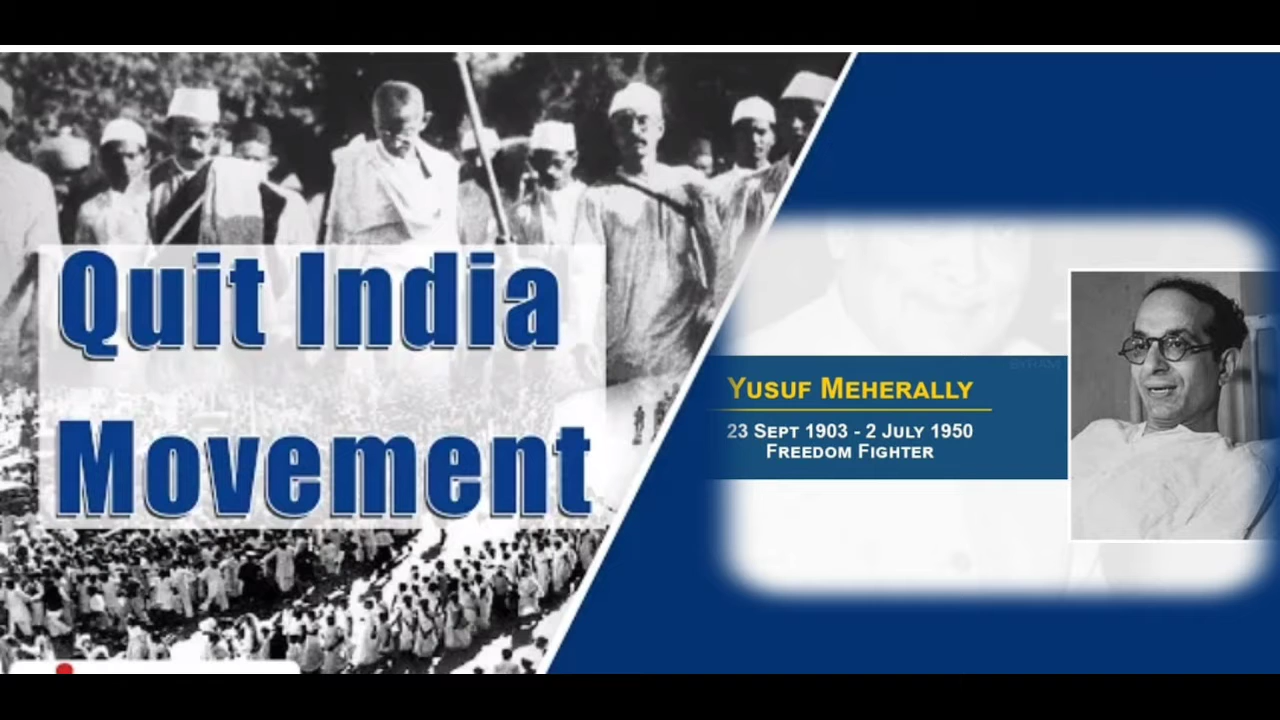 Quit India
Movement
YUSUF MEHERALLY
23 SEPT 1903 - 2 JULY 1950
FREEDOM FIGHTER